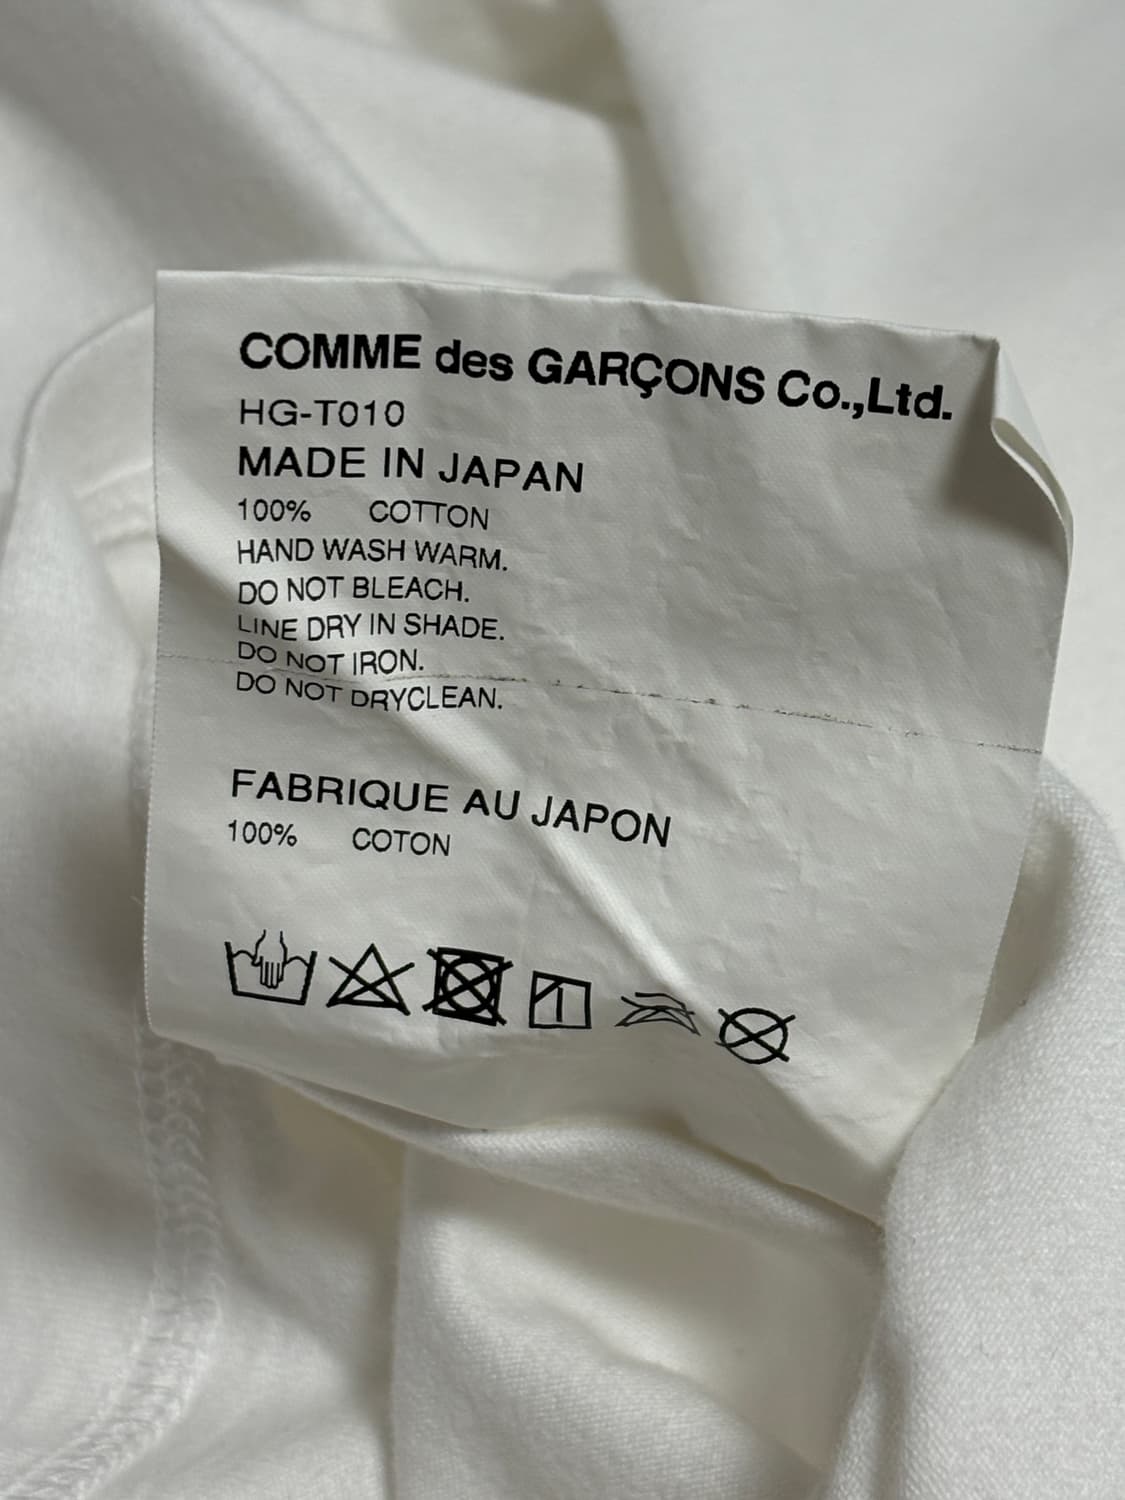 COMME des GARÇONS Co.,Ltd.
HG-T010
MADE IN JAPAN
100% COTTON
HAND WASH WARM.
DO NOT BLEACH.
LINE DRY IN SHADE.
DO NOT IRON.
DO NOT DRYCLEAN.
FABRIQUE AU JAPON
100% COTON